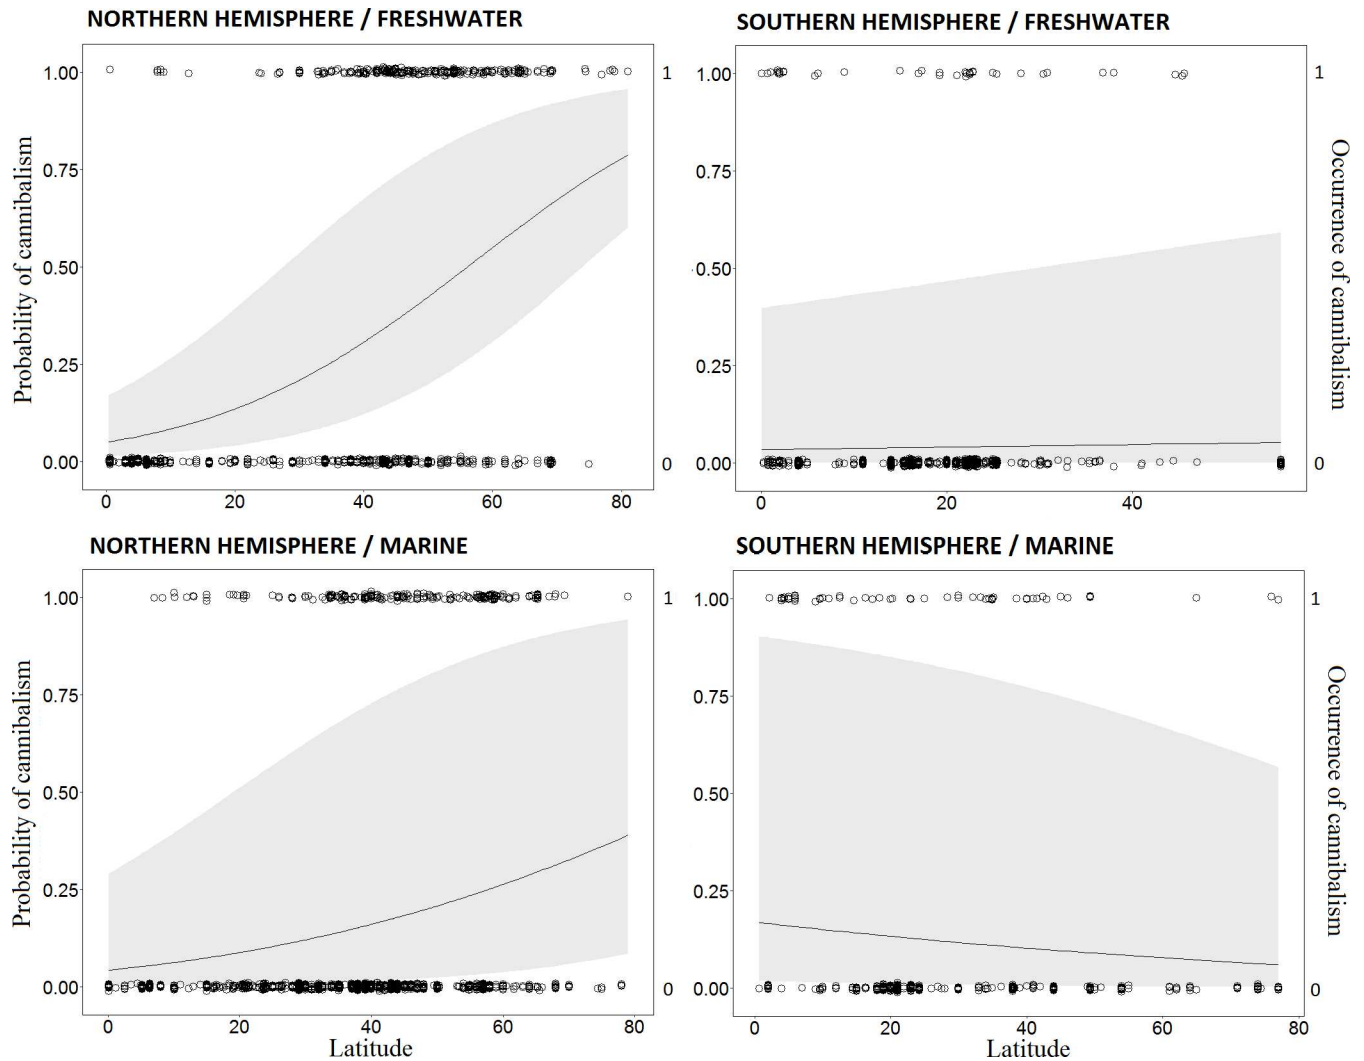 NORTHERN HEMISPHERE / FRESHWATER
SOUTHERN HEMISPHERE / FRESHWATER
Probability of cannibalism
1.00
0.75
0.50
0.25
0.00
0 20 40 60 80
1
0
1.00
0.75
0.50
0.25
0.00
0 20 40
1
0
Occurrence of cannibalism
NORTHERN HEMISPHERE / MARINE
SOUTHERN HEMISPHERE / MARINE
Probability of cannibalism
1.00
0.75
0.50
0.25
0.00
0 20 40 60 80
Latitude
1
0
1.00
0.75
0.50
0.25
0.00
0 20 40 60 80
Latitude
1
0
Occurrence of cannibalism